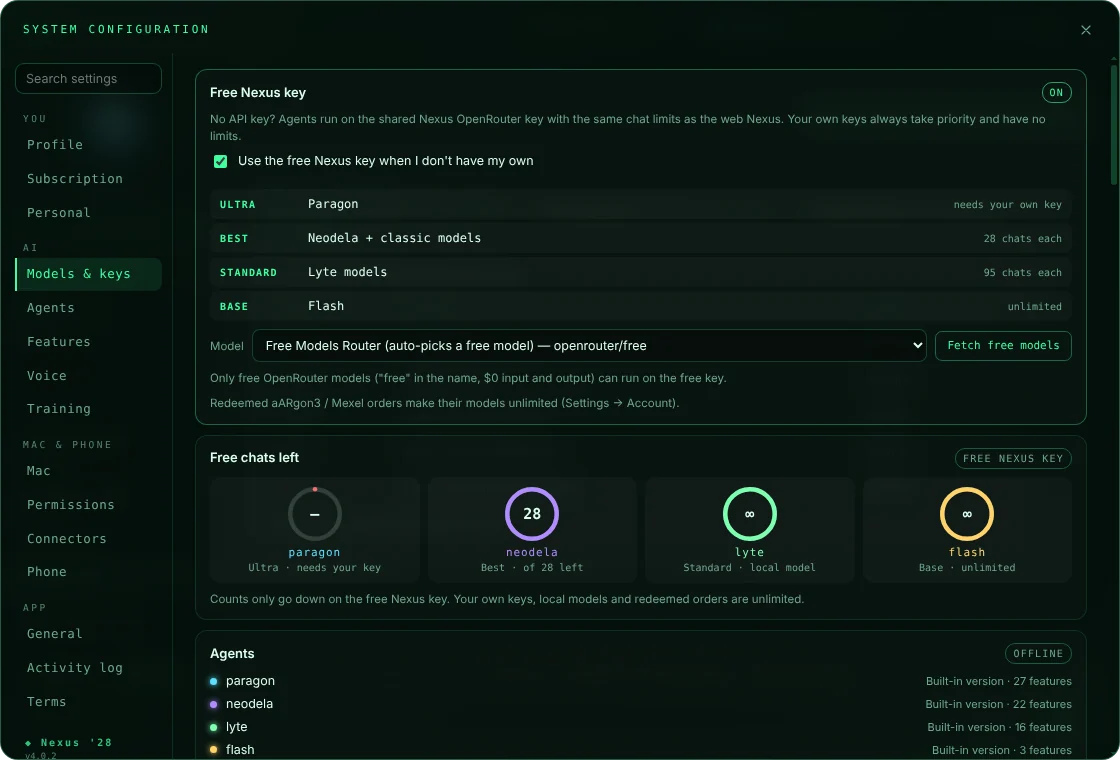 SYSTEM CONFIGURATION
Search settings
YOU
Profile
Subscription
Personal
AI
Models & keys
Agents
Features
Voice
Training
MAC & PHONE
Mac
Permissions
Connectors
Phone
APP
General
Activity log
Terms
◆ Nexus '28
v4.0.2
Free Nexus key
ON
No API key? Agents run on the shared Nexus OpenRouter key with the same chat limits as the web Nexus. Your own keys always take priority and have no
limits.
Use the free Nexus key when I don't have my own
ULTRA Paragon needs your own key
BEST Neodela + classic models 28 chats each
STANDARD Lyte models 95 chats each
BASE Flash unlimited
Model Free Models Router (auto-picks a free model) — openrouter/free Fetch free models
Only free OpenRouter models ("free" in the name, $0 input and output) can run on the free key.
Redeemed aARgon3 / Mexel orders make their models unlimited (Settings → Account).
Free chats left
FREE NEXUS KEY
— 28 ∞ ∞
paragon neodela lyte flash
Ultra · needs your key Best · of 28 left Standard · local model Base · unlimited
Counts only go down on the free Nexus key. Your own keys, local models and redeemed orders are unlimited.
Agents
OFFLINE
paragon Built-in version · 27 features
neodela Built-in version · 22 features
lyte Built-in version · 16 features
flash Built-in version · 3 features